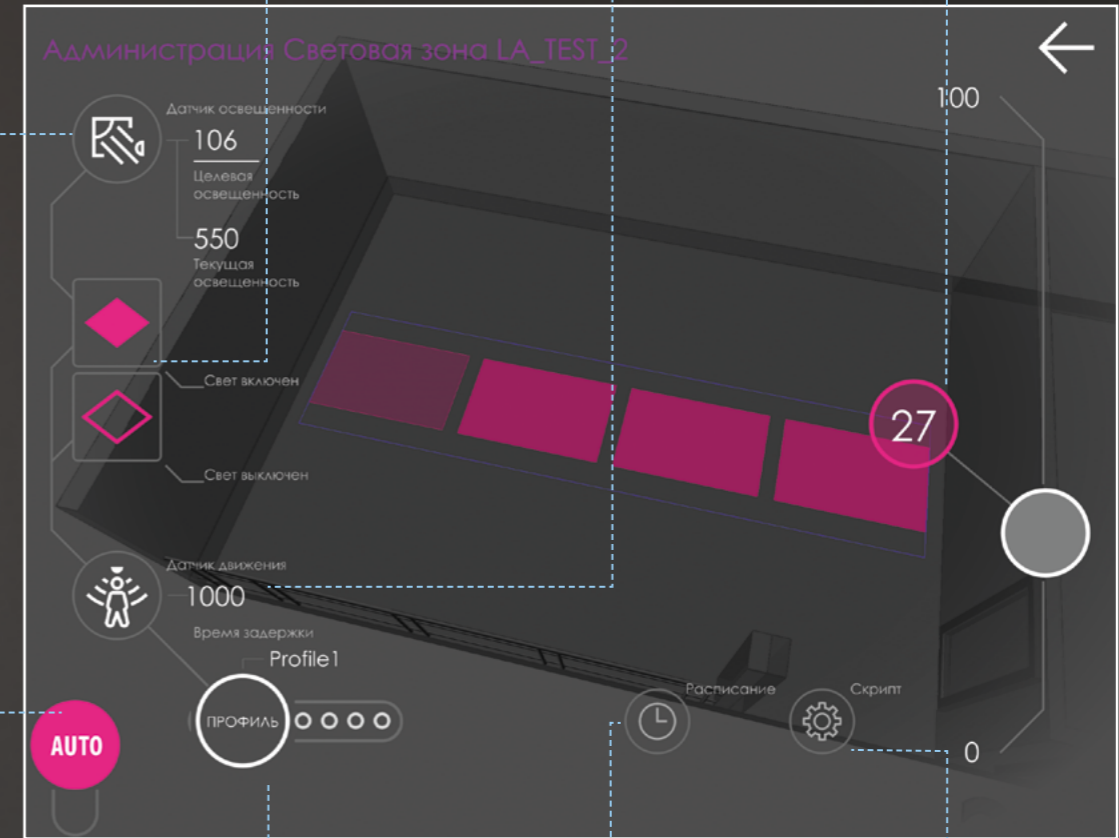 Администрация Световая зона LA_TEST_2
100
Датчик освещенности
106
Целевая
освещенность
550
Текущая
освещенность
Свет включен
27
Свет выключен
Датчик движения
1000
Время задержки
Profile1
Расписание
Скрипт
ПРОФИЛЬ
AUTO
0